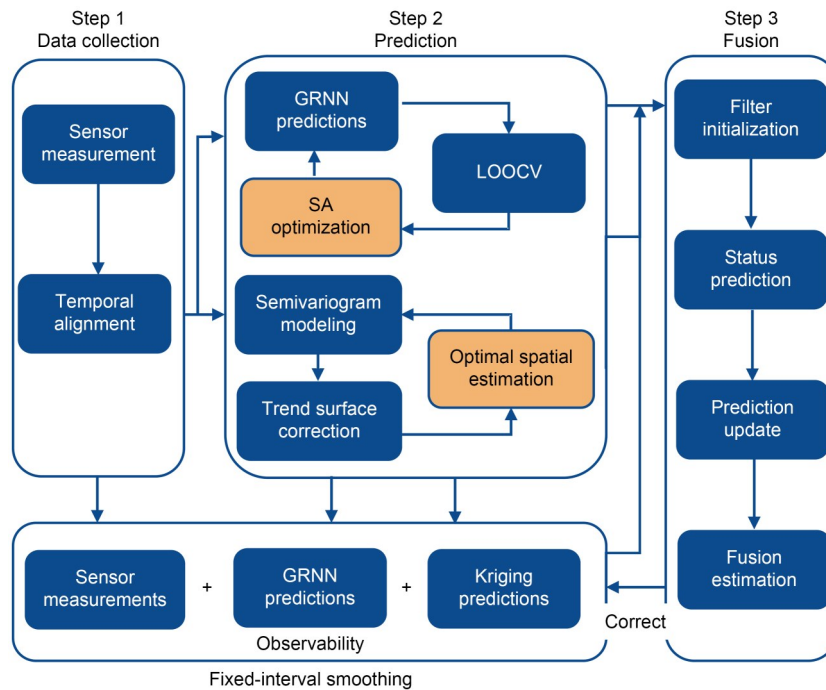 Step 1
Data collection
Step 2
Prediction
Step 3
Fusion
Sensor
measurement
Temporal
alignment
GRNN
predictions
LOOCV
SA
optimization
Semivariogram
modeling
Optimal spatial
estimation
Trend surface
correction
Filter
initialization
Status
prediction
Prediction
update
Fusion
estimation
Sensor
measurements
+
GRNN
predictions
+
Kriging
predictions
Observability
Correct
Fixed-interval smoothing